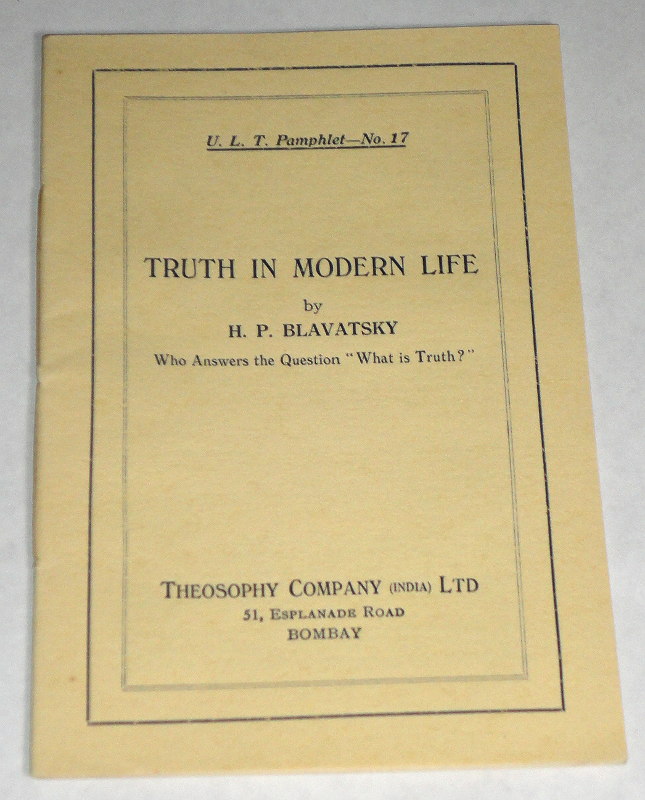 U. L. T. Pamphlet—No. 17
TRUTH IN MODERN LIFE
by
H. P. BLAVATSKY
Who Answers the Question "What is Truth?"
THEOSOPHY COMPANY (INDIA) LTD
51, ESPLANADE ROAD
BOMBAY